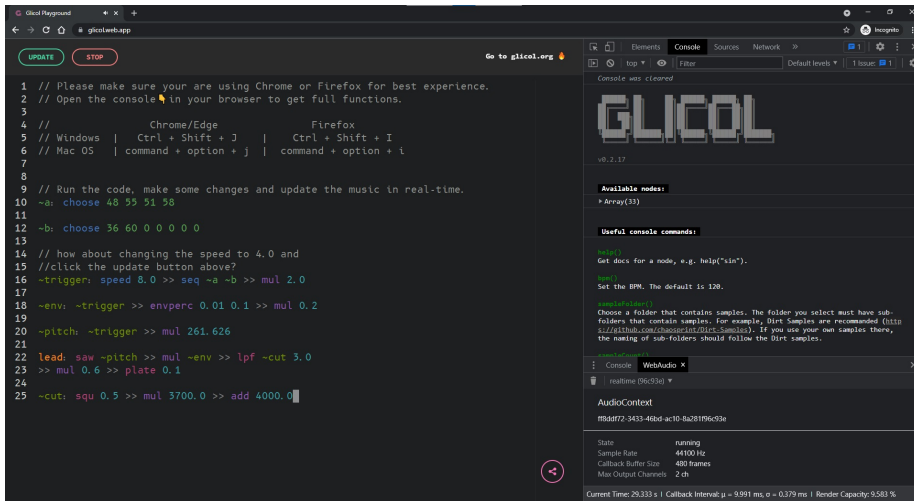 Glicol Playground
glicol.web.app
Incognito
UPDATE
STOP
Go to glicol.org 🔥
1 // Please make sure your are using Chrome or Firefox for best experience.
2 // Open the console👇in your browser to get full functions.
3
4 // Chrome/Edge Firefox
5 // Windows | Ctrl + Shift + J | Ctrl + Shift + I
6 // Mac OS | command + option + j | command + option + i
7
8
9 // Run the code, make some changes and update the music in real-time.
10 ~a: choose 48 55 51 58
11
12 ~b: choose 36 60 0 0 0 0 0
13
14 // how about changing the speed to 4.0 and
15 //click the update button above?
16 ~trigger: speed 8.0 >> seq ~a ~b >> mul 2.0
17
18 ~env: ~trigger >> envperc 0.01 0.1 >> mul 0.2
19
20 ~pitch: ~trigger >> mul 261.626
21
22 lead: saw ~pitch >> mul ~env >> lpf ~cut 3.0
23 >> mul 0.6 >> plate 0.1
24
25 ~cut: squ 0.5 >> mul 3700.0 >> add 4000.0
Elements Console Sources Network » 1
top ▼ Filter Default levels ▼ 1 Issue: 1
Console was cleared
GLICOL
v0.2.17
Available nodes:
▶ Array(33)
Useful console commands:
help()
Get docs for a node, e.g. help("sin").
bpm()
Set the BPM. The default is 120.
sampleFolder()
Choose a folder that contains samples. The folder you select must have sub-
folders that contain samples. For example, Dirt Samples are recommanded (http
s://github.com/chaosprint/Dirt-Samples). If you use your own samples there,
the naming of sub-folders should follow the Dirt samples.
sampleCount()
Console WebAudio ×
realtime (96c93e) ▼
AudioContext
ff8ddf72-3433-46bd-ac10-8a281f96c93e
State running
Sample Rate 44100 Hz
Callback Buffer Size 480 frames
Max Output Channels 2 ch
Current Time: 29.333 s | Callback Interval: μ = 9.991 ms, σ = 0.379 ms | Render Capacity: 9.583 %